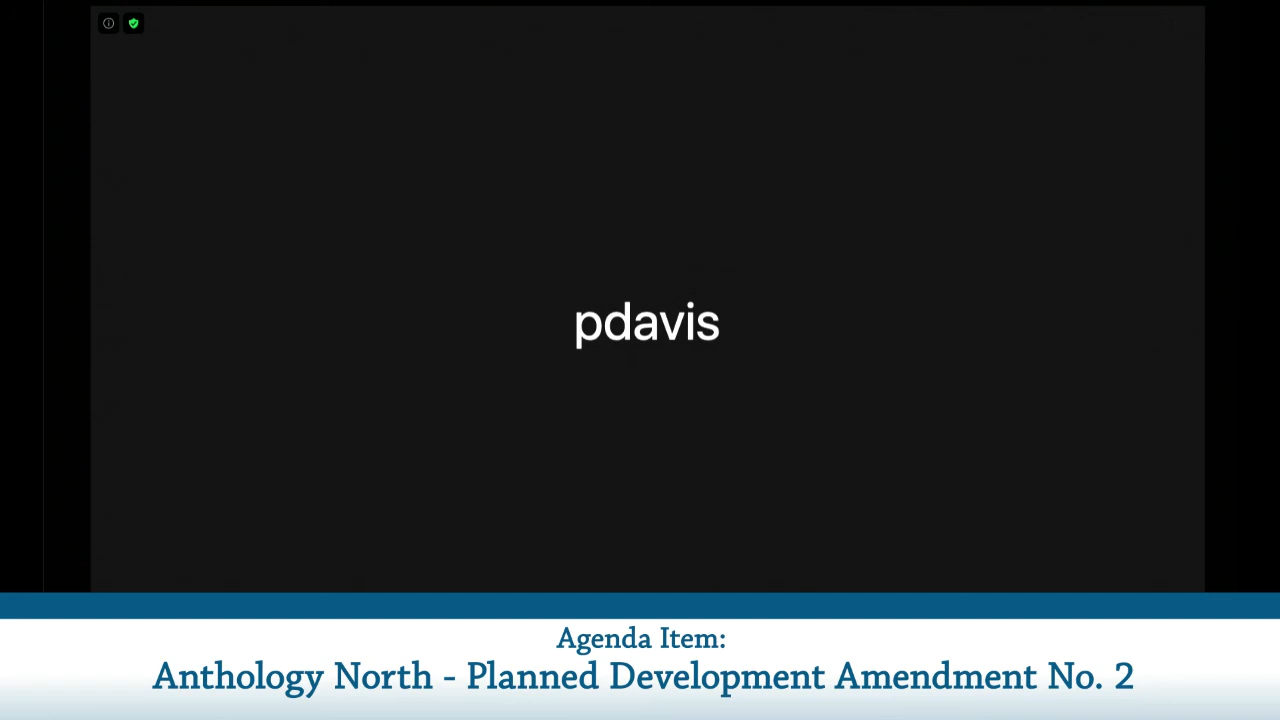 pdavis
Agenda Item:
Anthology North - Planned Development Amendment No. 2